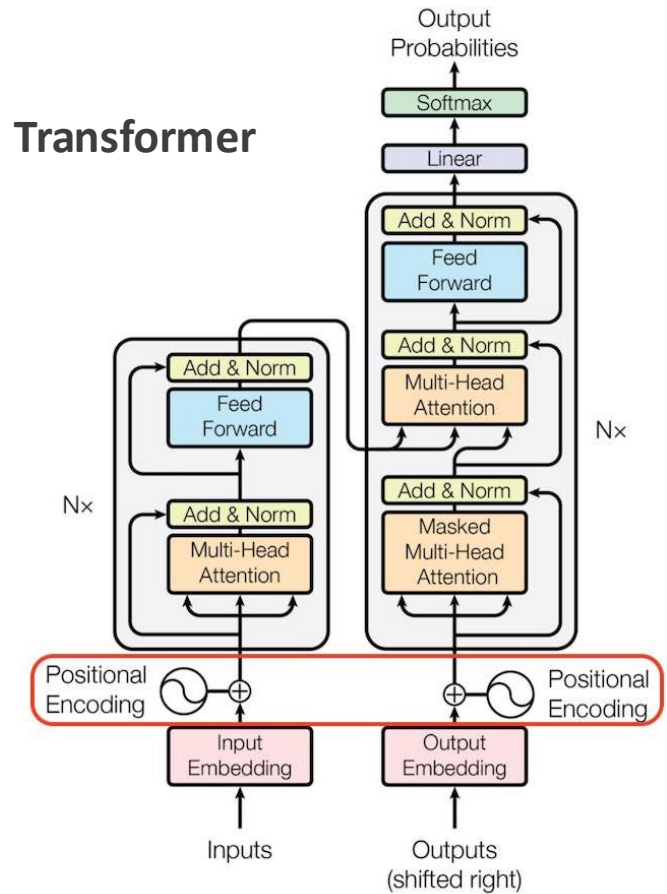 Transformer
Output
Probabilities
Softmax
Linear
Add & Norm
Feed
Forward
Add & Norm
Multi-Head
Attention
Add & Norm
Masked
Multi-Head
Attention
N×
Add & Norm
Feed
Forward
Add & Norm
Multi-Head
Attention
N×
Positional
Encoding
Positional
Encoding
Input
Embedding
Output
Embedding
Inputs
Outputs
(shifted right)